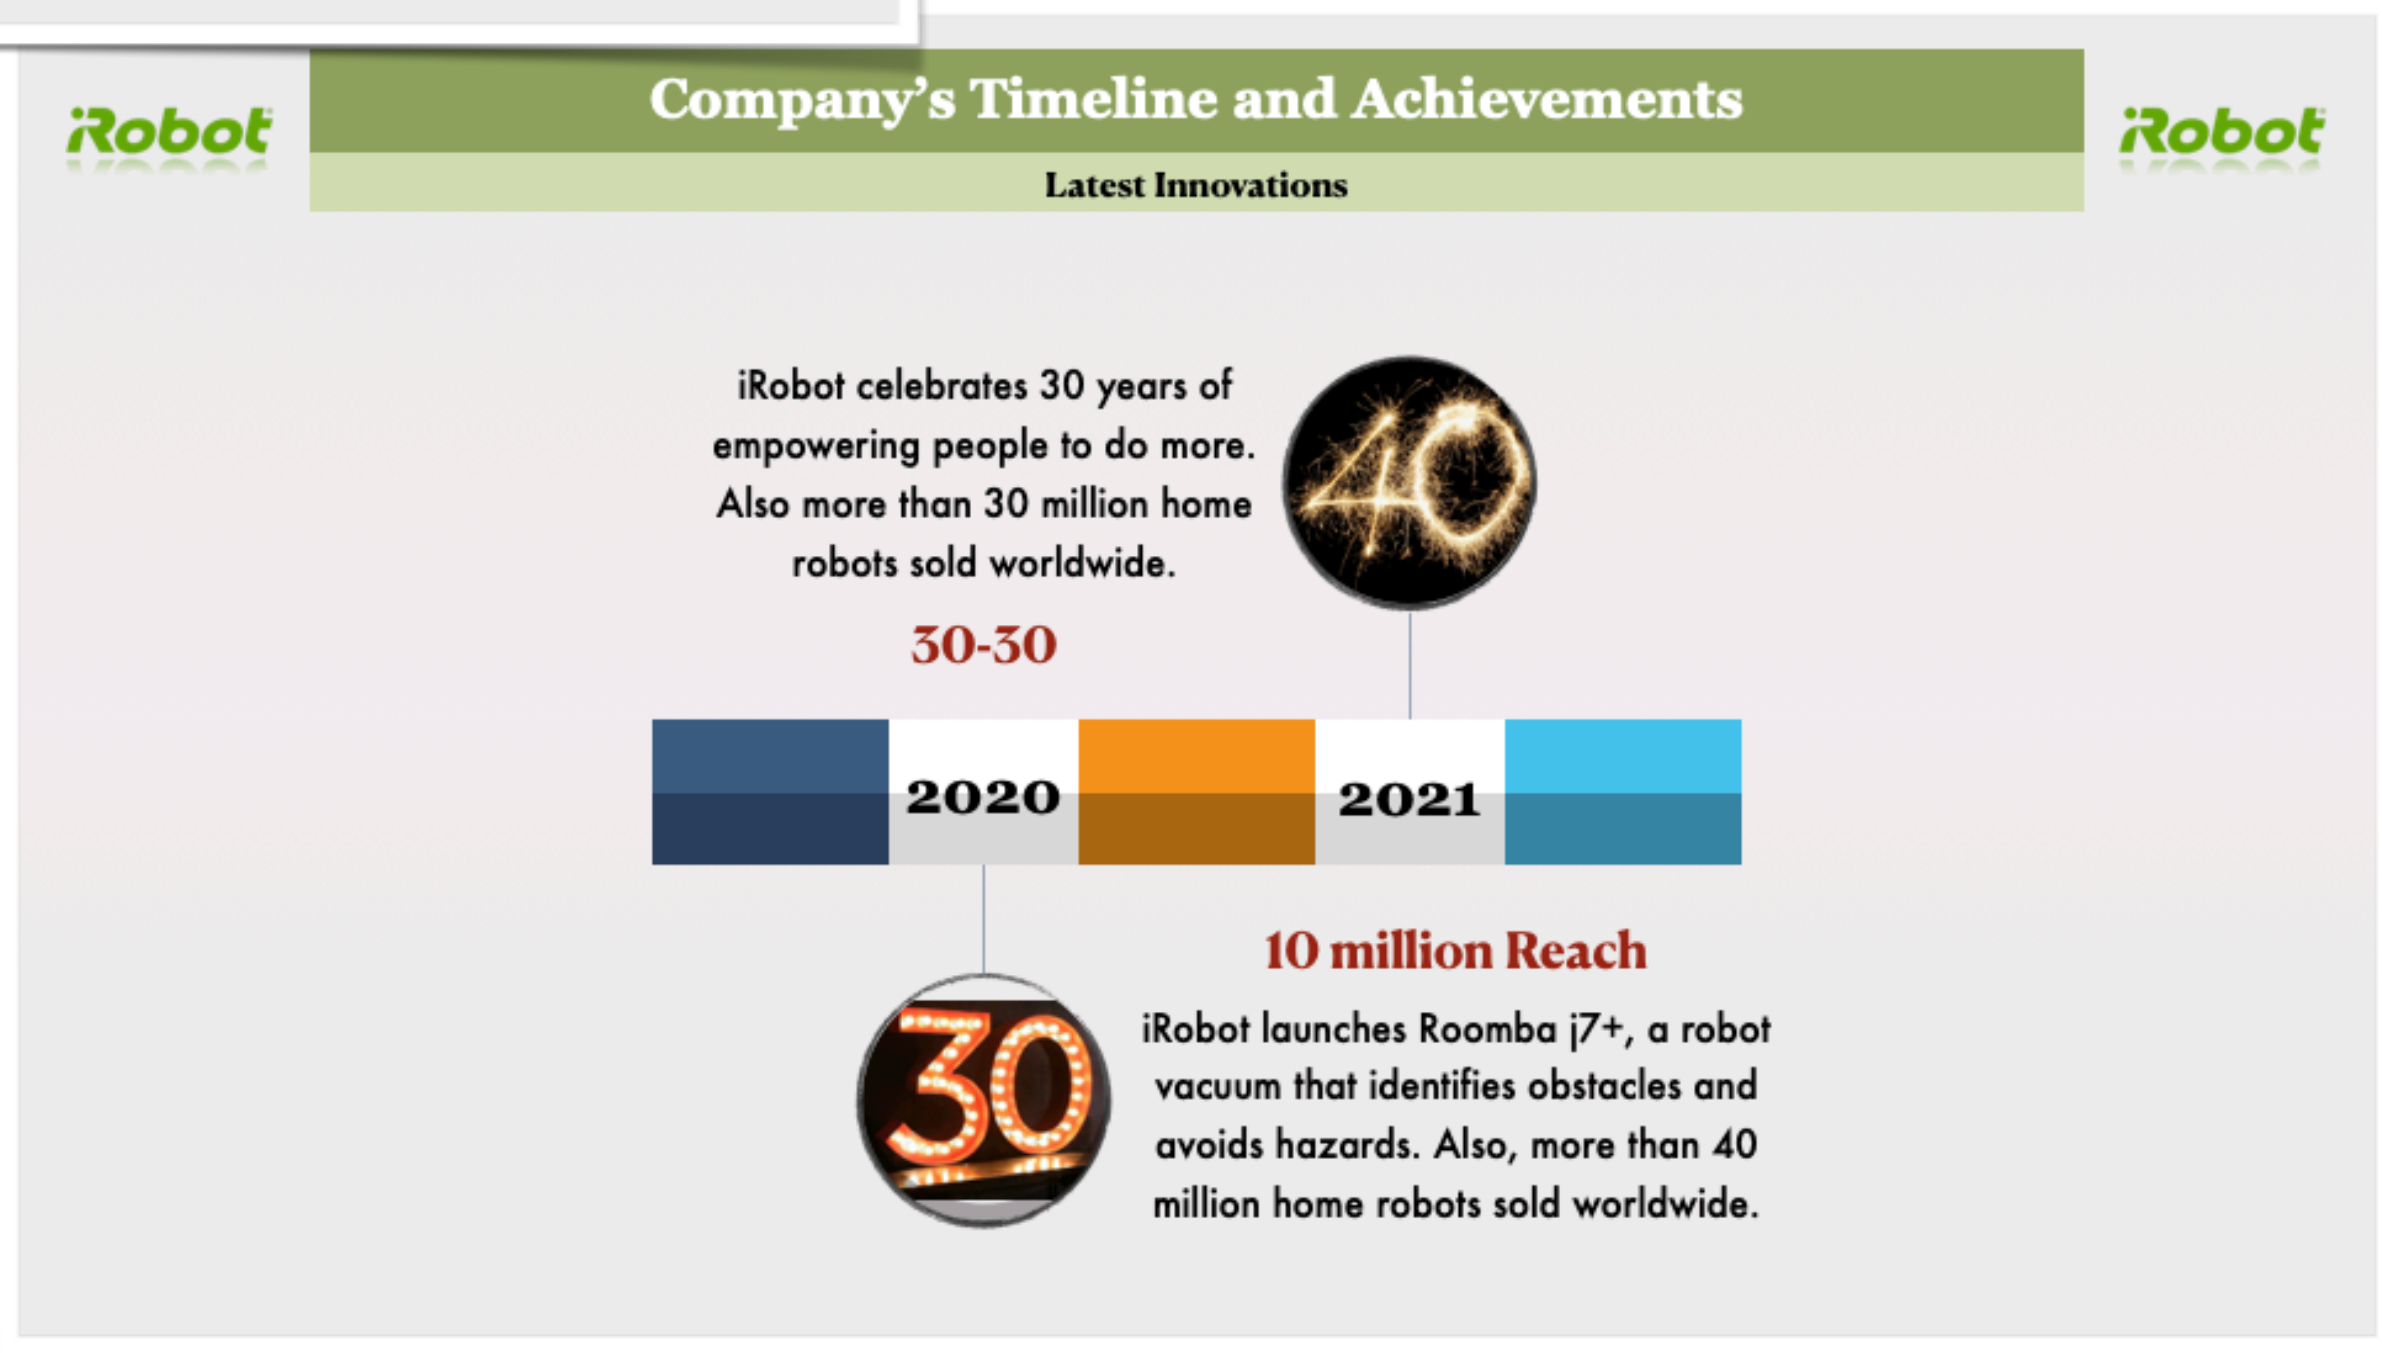 iRobot
Company's Timeline and Achievements
iRobot
Latest Innovations
iRobot celebrates 30 years of
empowering people to do more.
Also more than 30 million home
robots sold worldwide.
30-30
40
2020
2021
30
10 million Reach
iRobot launches Roomba j7+, a robot
vacuum that identifies obstacles and
avoids hazards. Also, more than 40
million home robots sold worldwide.